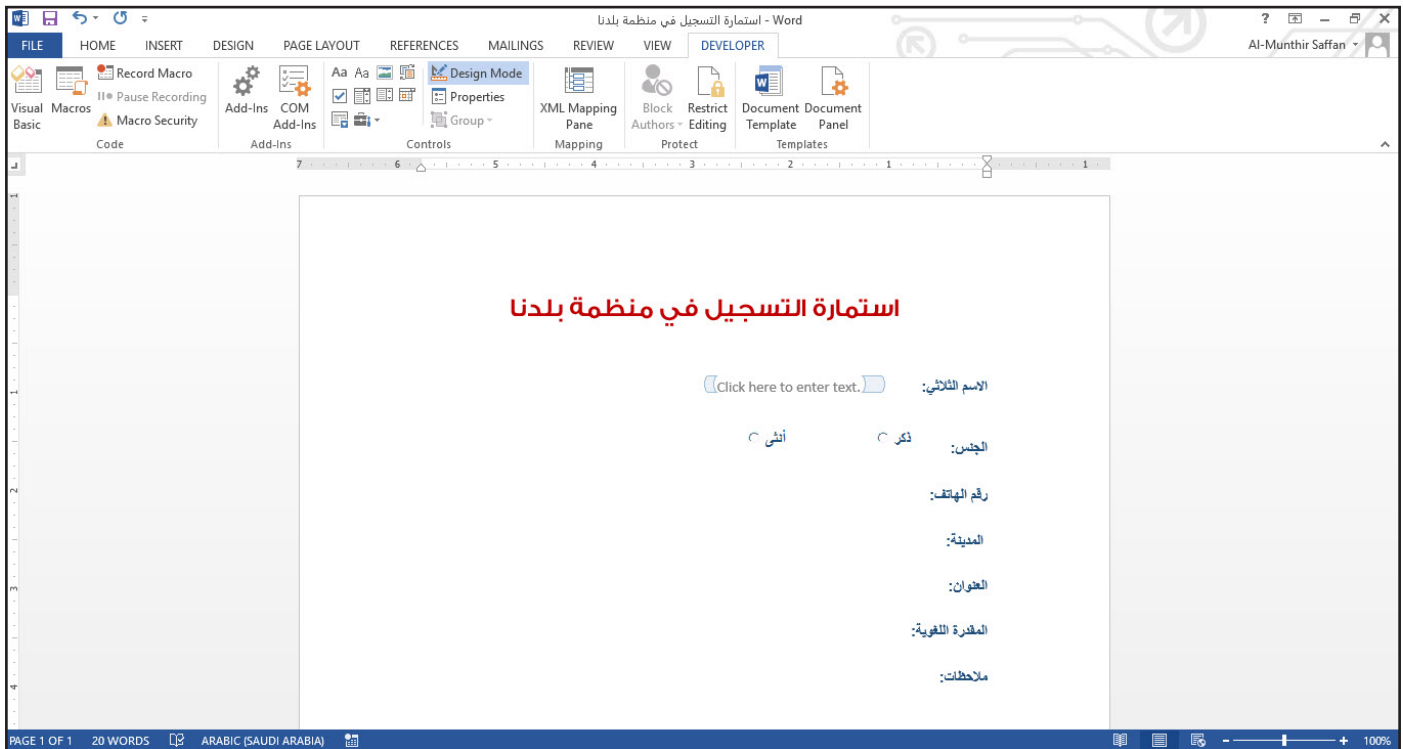 استمارة التسجيل في منظمة بلدنا - Word
FILE HOME INSERT DESIGN PAGE LAYOUT REFERENCES MAILINGS REVIEW VIEW DEVELOPER Al-Munthir Saffan
Visual Basic
Macros
Record Macro
Pause Recording
Macro Security
Code
Add-Ins
COM Add-Ins
Add-Ins
Aa Aa
Design Mode
Properties
Group
Controls
XML Mapping Pane
Mapping
Block Authors
Restrict Editing
Protect
Document Template
Document Panel
Templates
7 6 5 4 3 2 1 1
1
1
2
3
4
استمارة التسجيل في منظمة بلدنا
الاسم الثلاثي: Click here to enter text.
الجنس: ذكر أنثى
رقم الهاتف:
المدينة:
العنوان:
المقدرة اللغوية:
ملاحظات:
PAGE 1 OF 1 20 WORDS ARABIC (SAUDI ARABIA) 100%